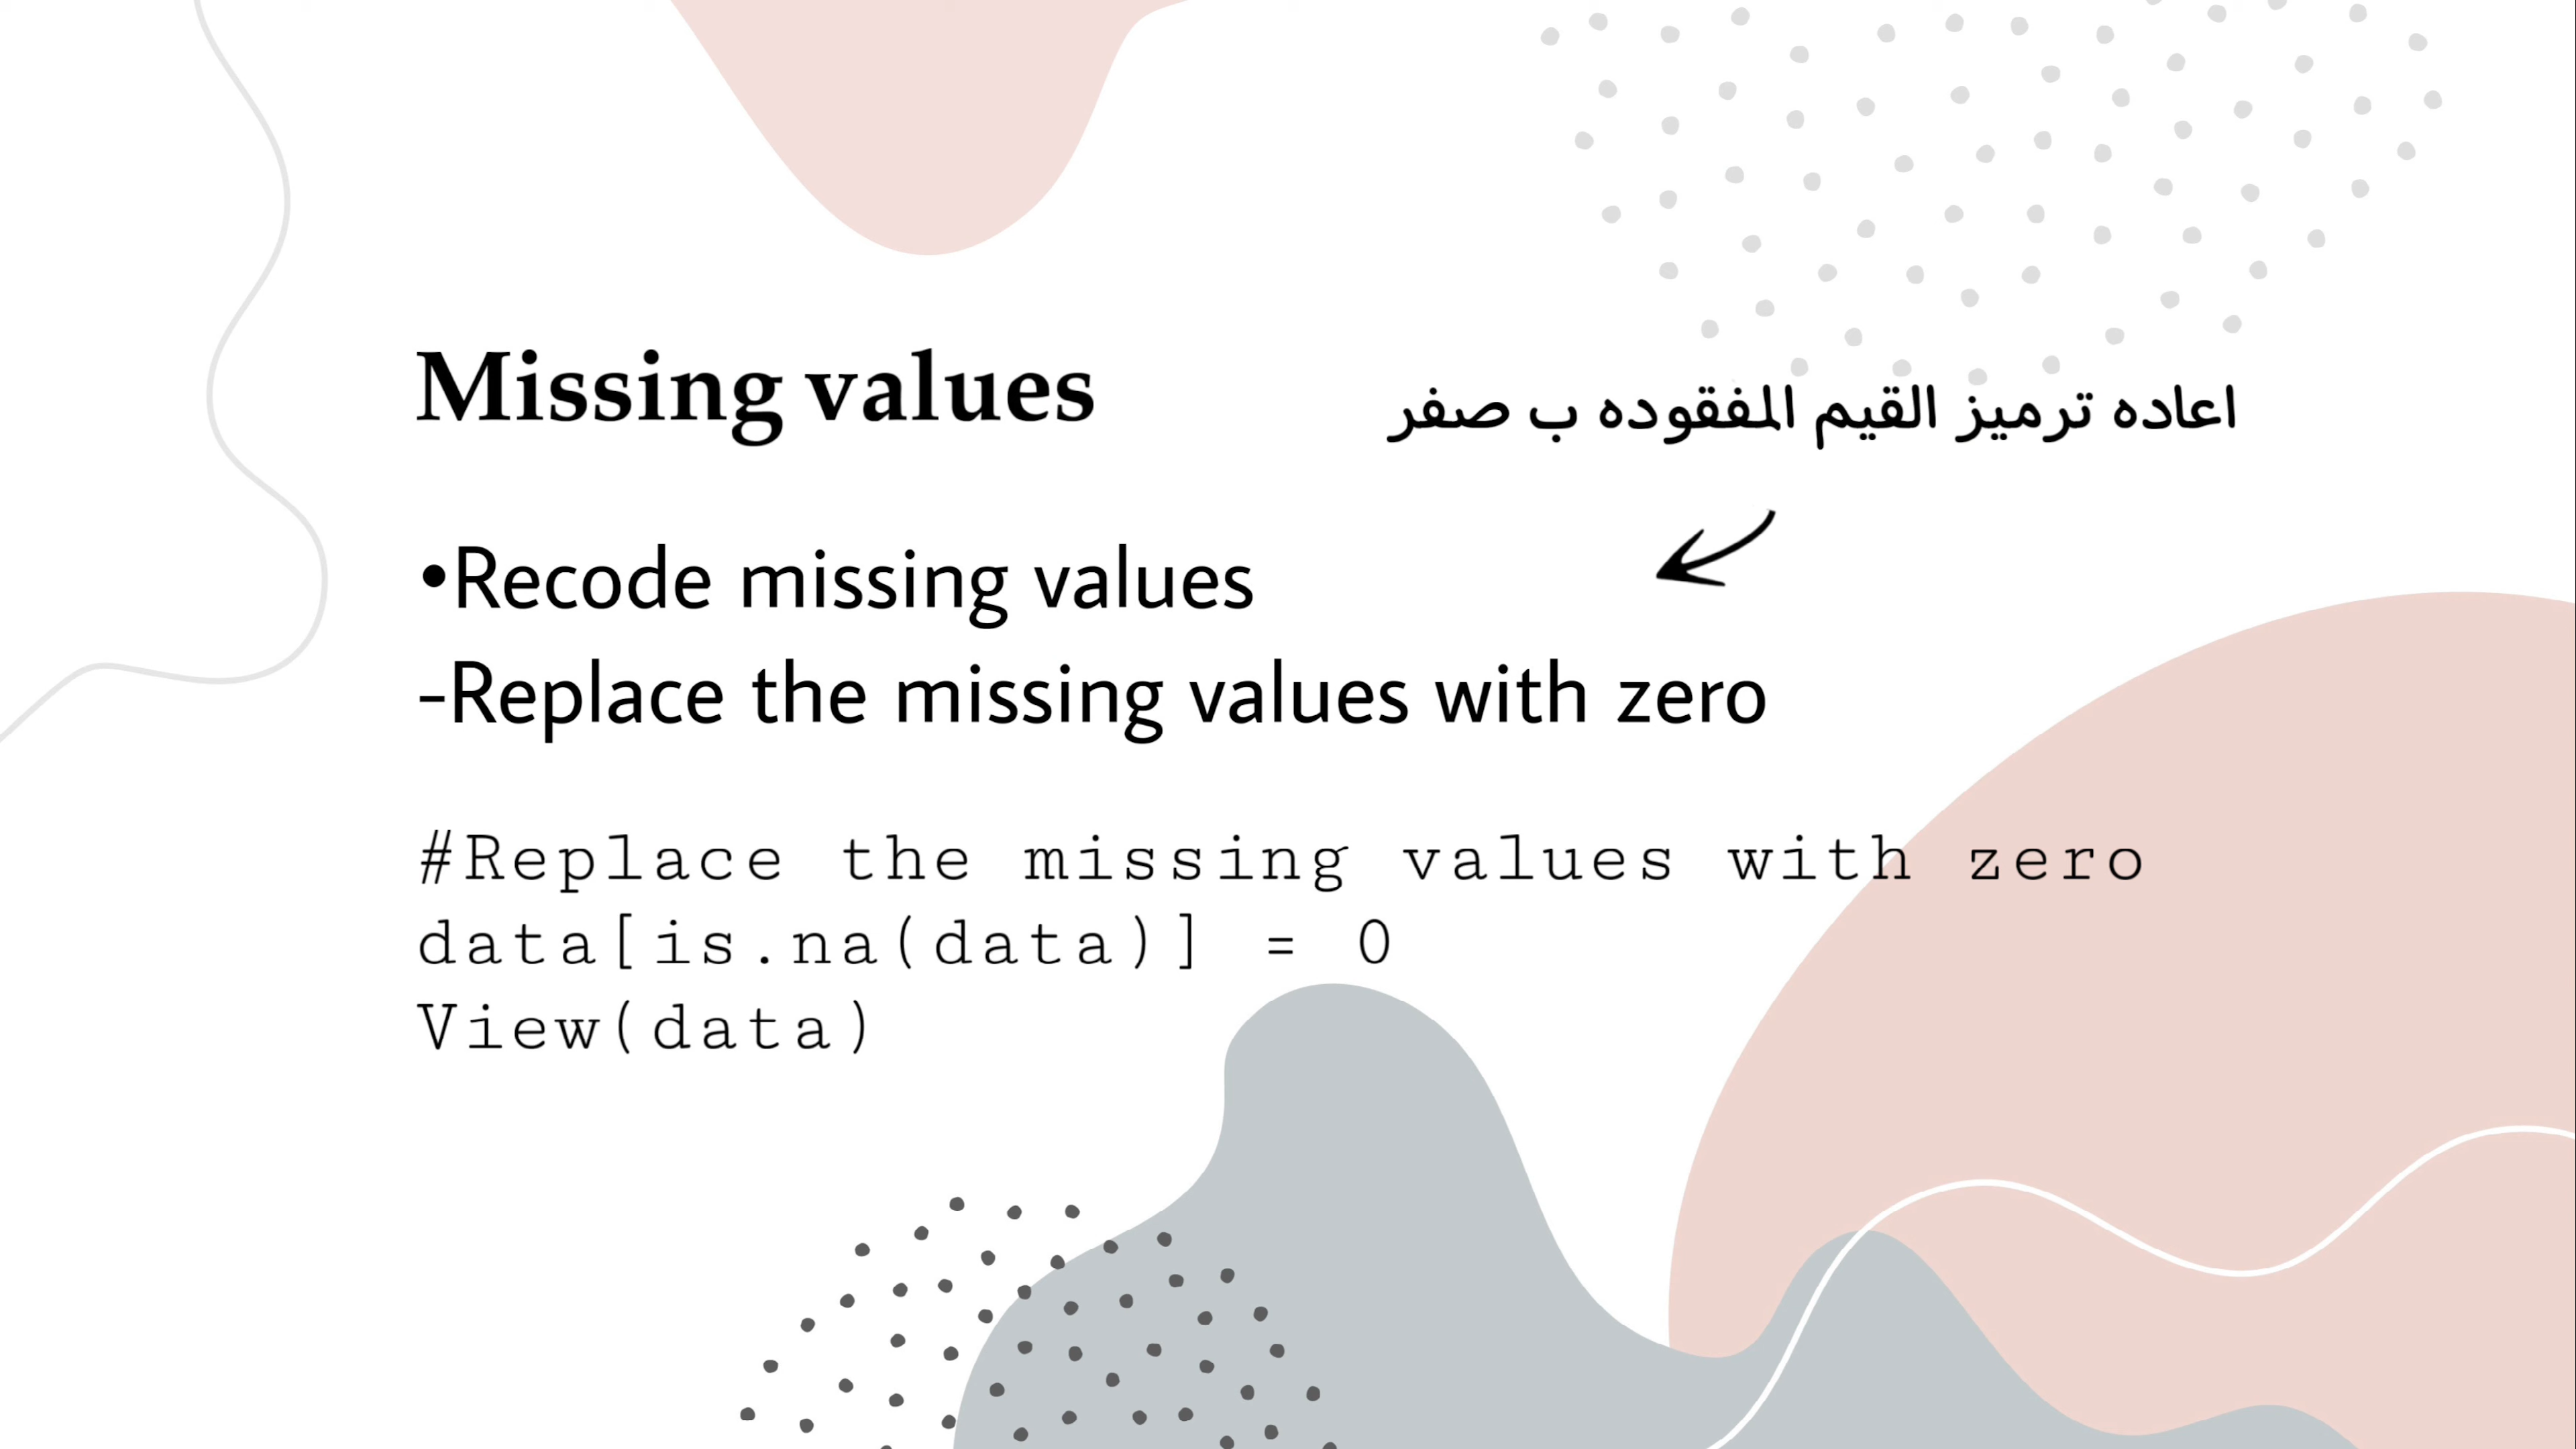 Missing values
اعاده ترميز القيم المفقوده ب صفر
•Recode missing values
-Replace the missing values with zero
#Replace the missing values with zero
data[is.na(data)] = 0
View(data)